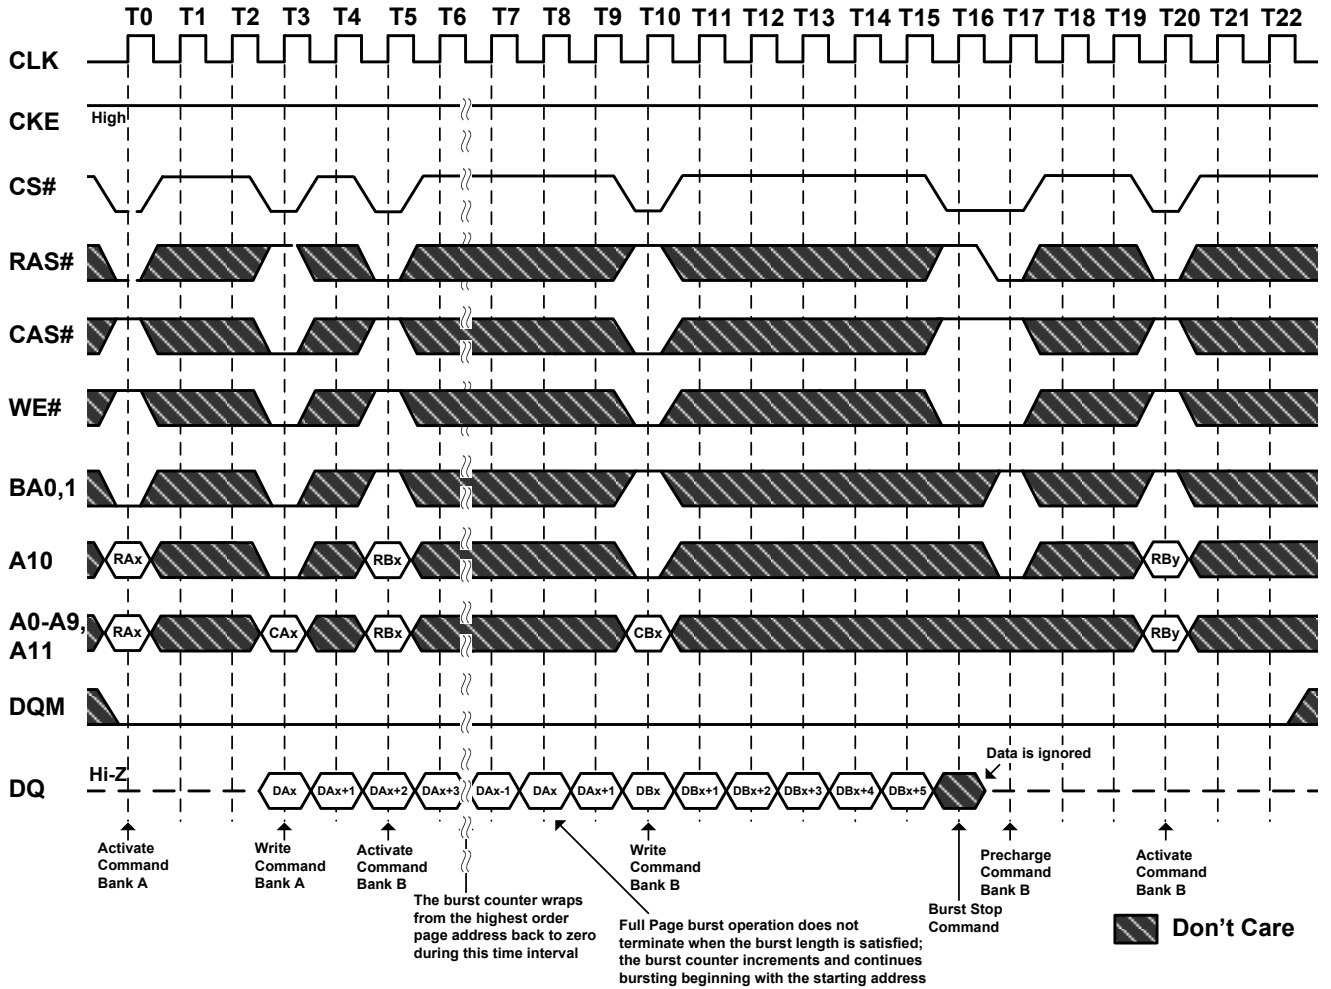 T0 T1 T2 T3 T4 T5 T6 T7 T8 T9 T10 T11 T12 T13 T14 T15 T16 T17 T18 T19 T20 T21 T22
CLK
CKE
High
CS#
RAS#
CAS#
WE#
BA0,1
A10
RAx RBx RBy
A0-A9,
A11
RAx CAx RBx CBx RBy
DQM
DQ
Hi-Z
DAx DAx+1 DAx+2 DAx+3 DAx-1 DAx DAx+1 DBx DBx+1 DBx+2 DBx+3 DBx+4 DBx+5
Data is ignored
Activate
Command
Bank A
Write
Command
Bank A
Activate
Command
Bank B
The burst counter wraps
from the highest order
page address back to zero
during this time interval
Write
Command
Bank B
Full Page burst operation does not
terminate when the burst length is satisfied;
the burst counter increments and continues
bursting beginning with the starting address
Burst Stop
Command
Precharge
Command
Bank B
Activate
Command
Bank B
Don't Care